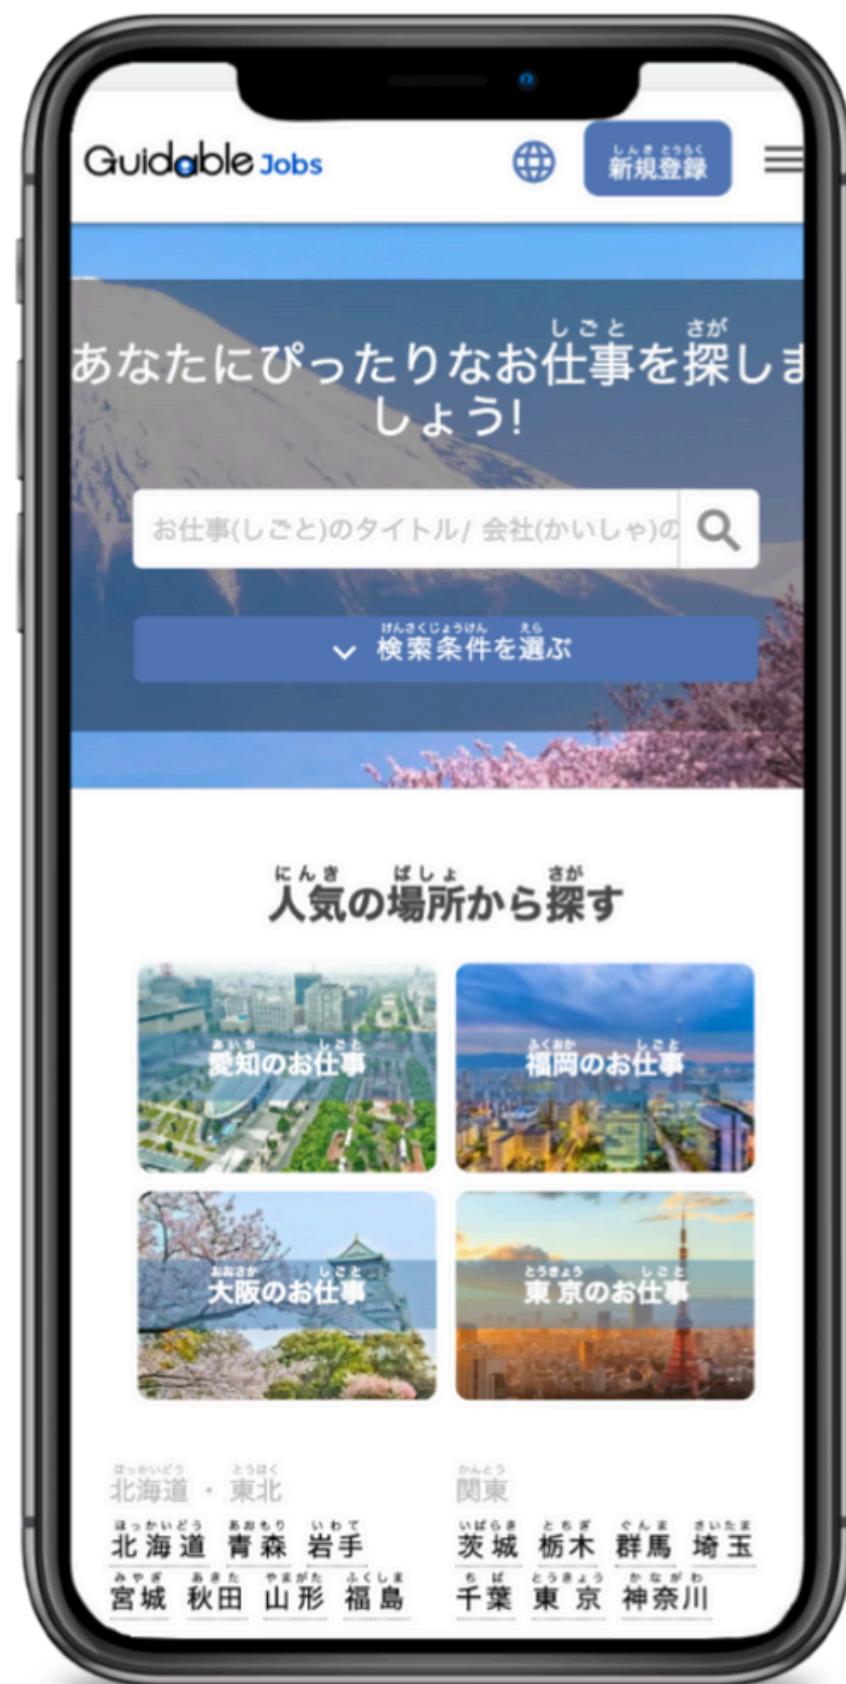 Guidable Jobs
しんき とうろく
新規登録
しごと さが
あなたにぴったりなお仕事を探しま
しょう!
お仕事(しごと)のタイトル/ 会社(かいしゃ)の
けんさくじょうけん えら
検索条件を選ぶ
にんき ばしょ さが
人気の場所から探す
あいち しごと
愛知のお仕事
ふくおか しごと
福岡のお仕事
おおさか しごと
大阪のお仕事
とうきょう しごと
東京のお仕事
ほっかいどう とうほく
北海道・東北
ほっかいどう あおもり いわて
北海道 青森 岩手
みやぎ あきた やまがた ふくしま
宮城 秋田 山形 福島
かんとう
関東
いばらき とちぎ ぐんま さいたま
茨城 栃木 群馬 埼玉
ちば とうきょう かながわ
千葉 東京 神奈川